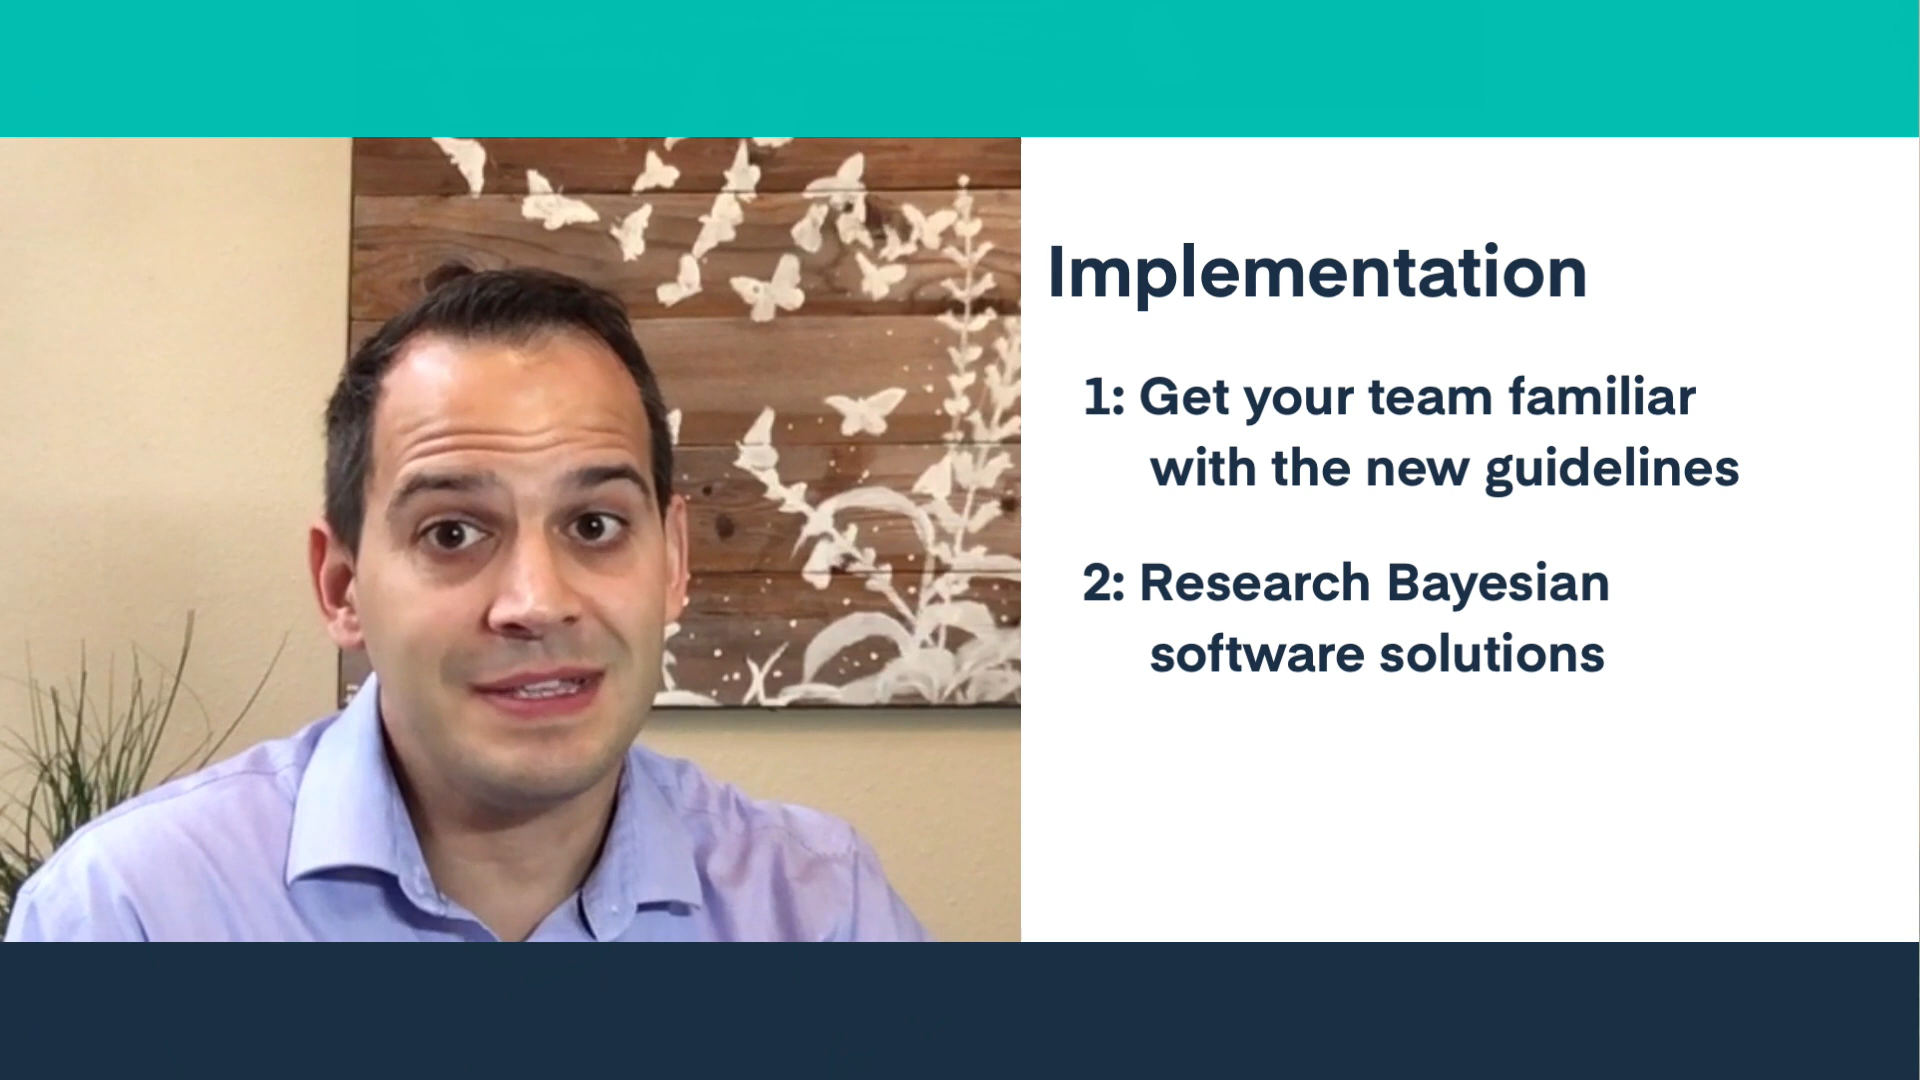 Implementation
1: Get your team familiar
with the new guidelines
2: Research Bayesian
software solutions